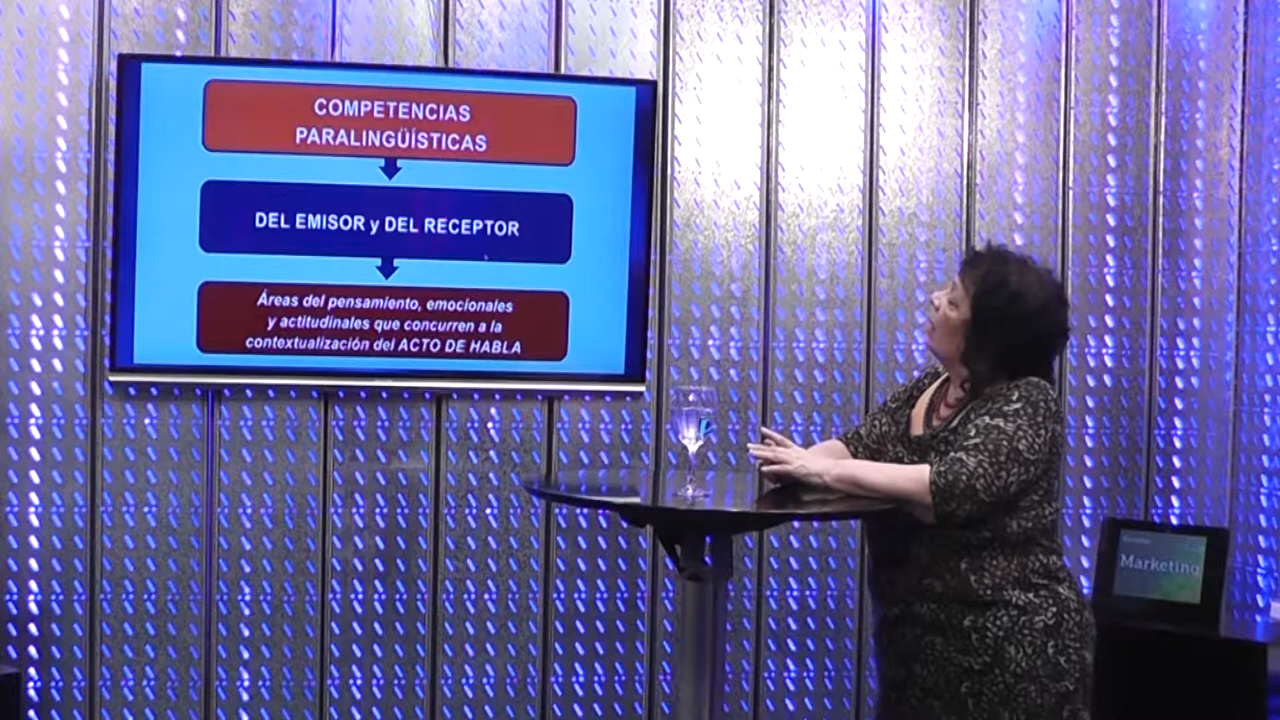 COMPETENCIAS
PARALINGÜÍSTICAS
DEL EMISOR y DEL RECEPTOR
Áreas del pensamiento, emocionales
y actitudinales que concurren a la
contextualización del ACTO DE HABLA
Marketing